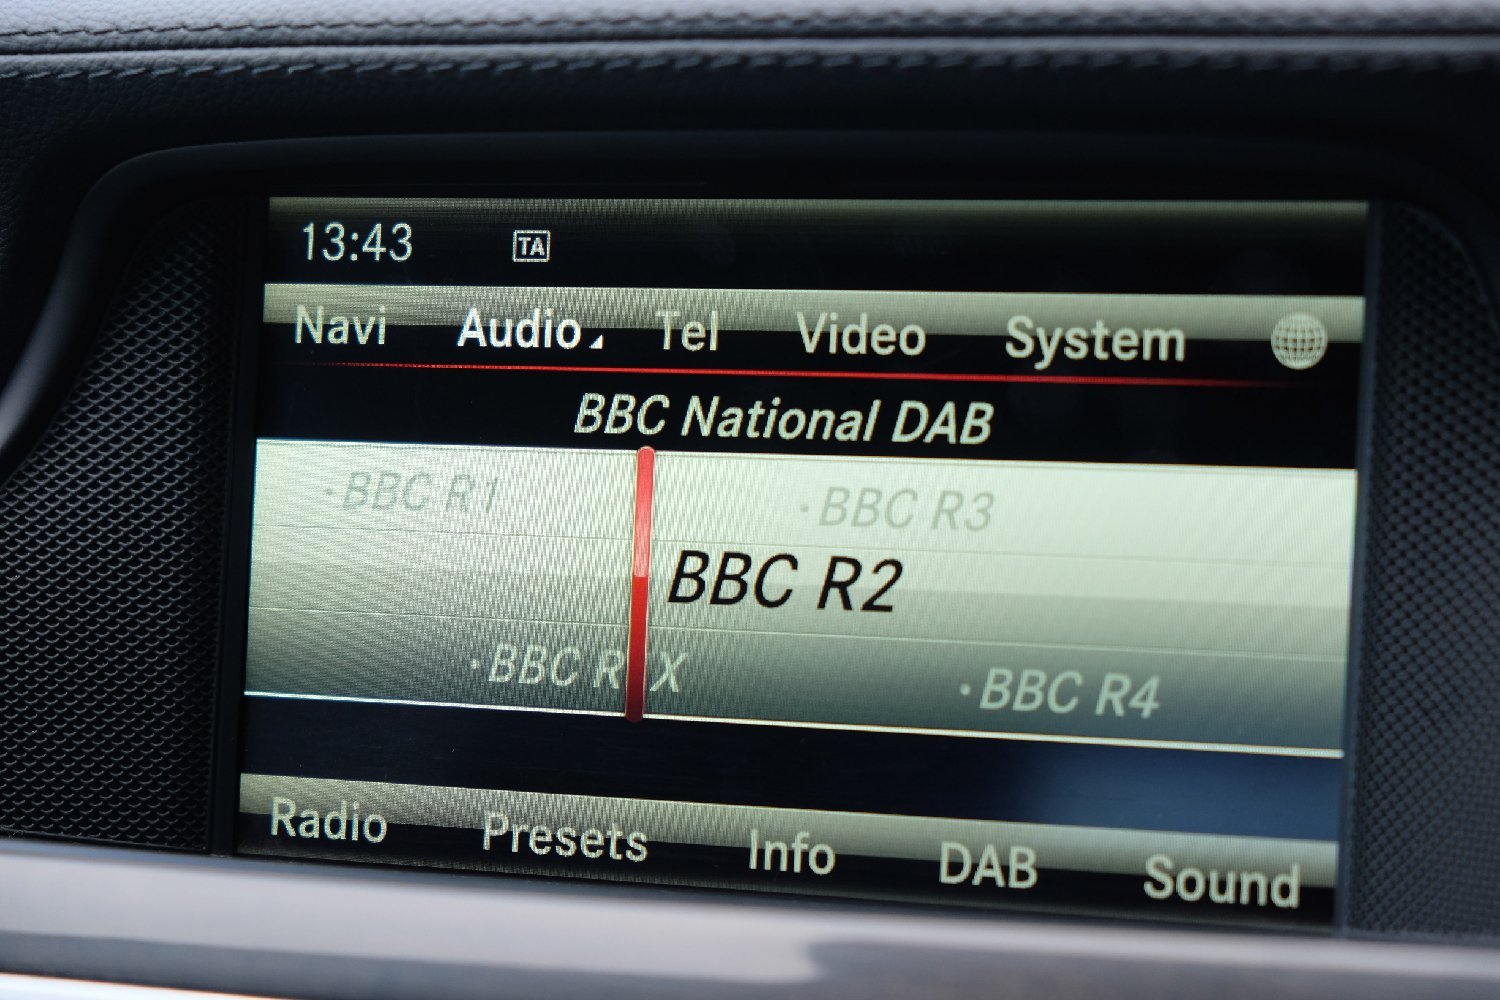 13:43 TA
Navi Audio Tel Video System
BBC National DAB
BBC R1 BBC R3
BBC R2
BBC R X BBC R4
Radio Presets Info DAB Sound